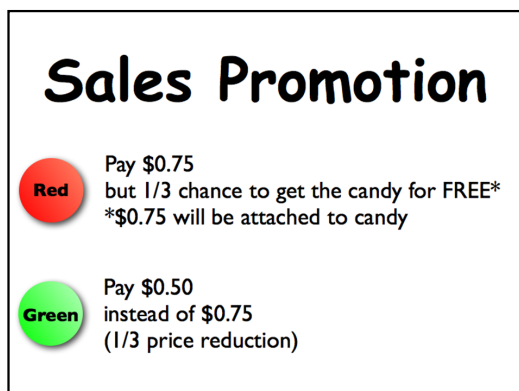 Sales Promotion
Red
Pay $0.75
but 1/3 chance to get the candy for FREE*
*$0.75 will be attached to candy
Green
Pay $0.50
instead of $0.75
(1/3 price reduction)